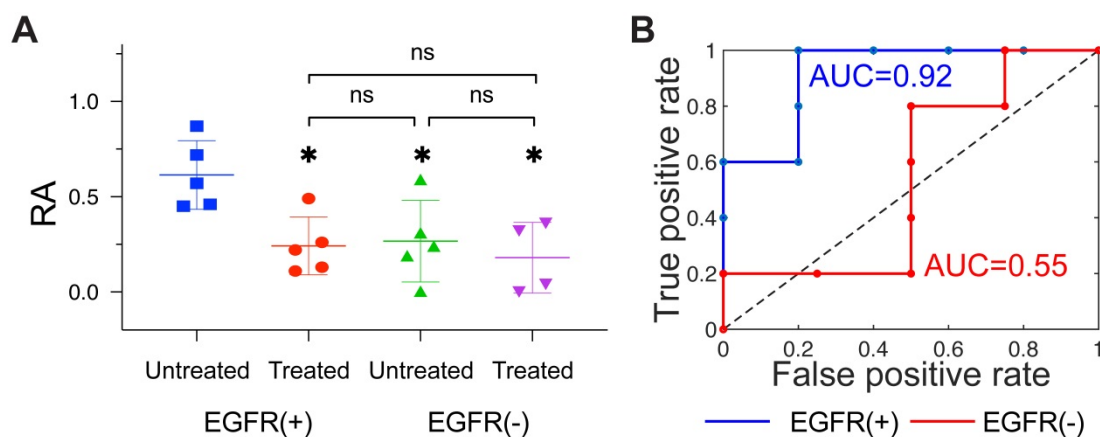 A
ns
ns
ns
RA
1.0
0.5
0.0
* * *
Untreated Treated Untreated Treated
EGFR(+) EGFR(-)
B
True positive rate
1
0.8
0.6
0.4
0.2
0
AUC=0.92
AUC=0.55
0 0.2 0.4 0.6 0.8 1
False positive rate
EGFR(+) EGFR(-)